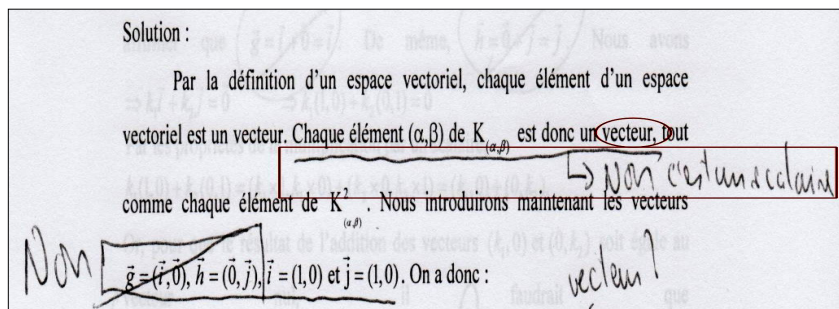 Solution :
Par la définition d'un espace vectoriel, chaque élément d'un espace
vectoriel est un vecteur. Chaque élément (α,β) de K(α,β) est donc un vecteur, tout
↳ Non c'est un scalaire
comme chaque élément de K²(α,β). Nous introduirons maintenant les vecteurs
Non
g⃗ = (i⃗,0⃗), h⃗ = (0⃗, j⃗), i⃗ = (1,0) et j⃗ = (1,0). On a donc :
vecteur ?